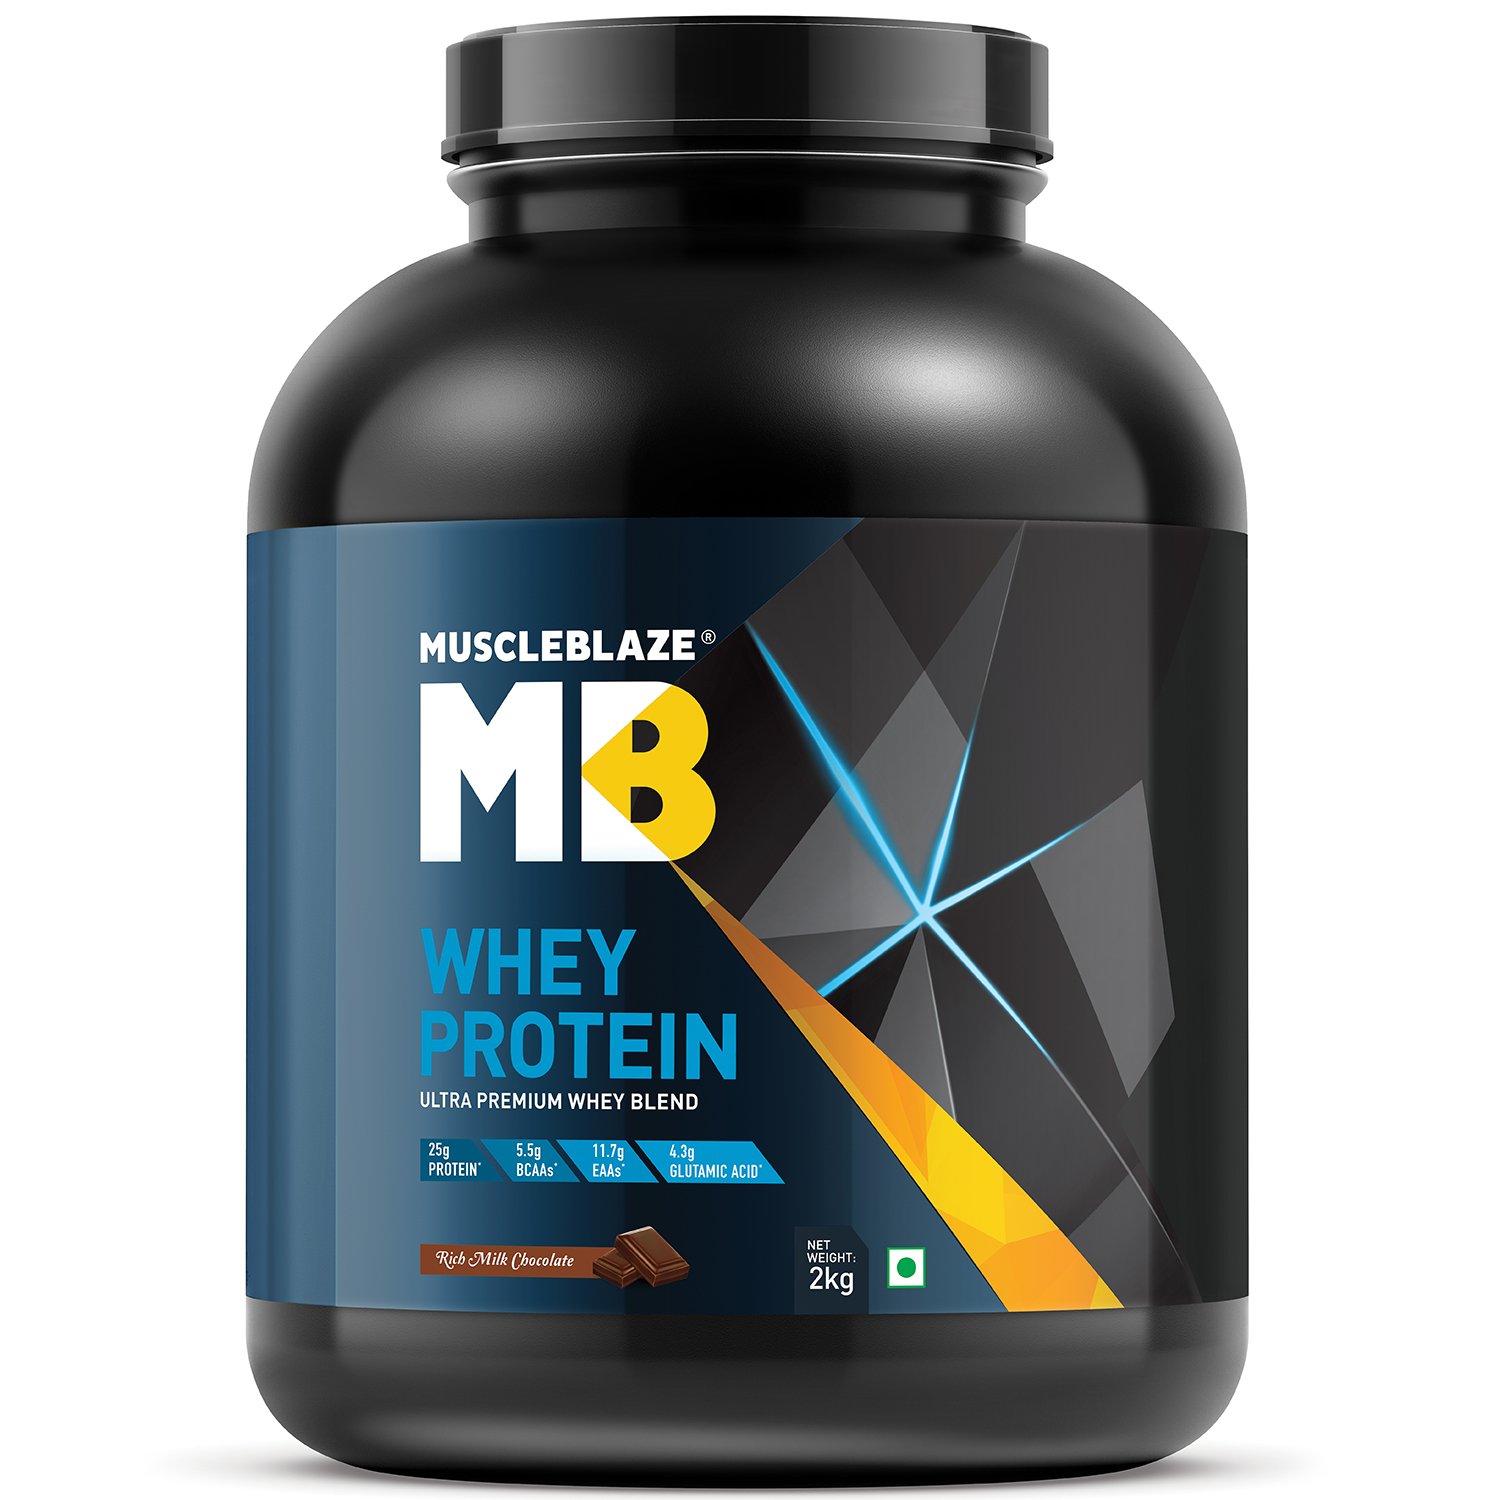 MUSCLEBLAZE®
MB
WHEY
PROTEIN
ULTRA PREMIUM WHEY BLEND
25g
PROTEIN*
5.5g
BCAAs*
11.7g
EAAs*
4.3g
GLUTAMIC ACID*
Rich Milk Chocolate
NET
WEIGHT:
2kg